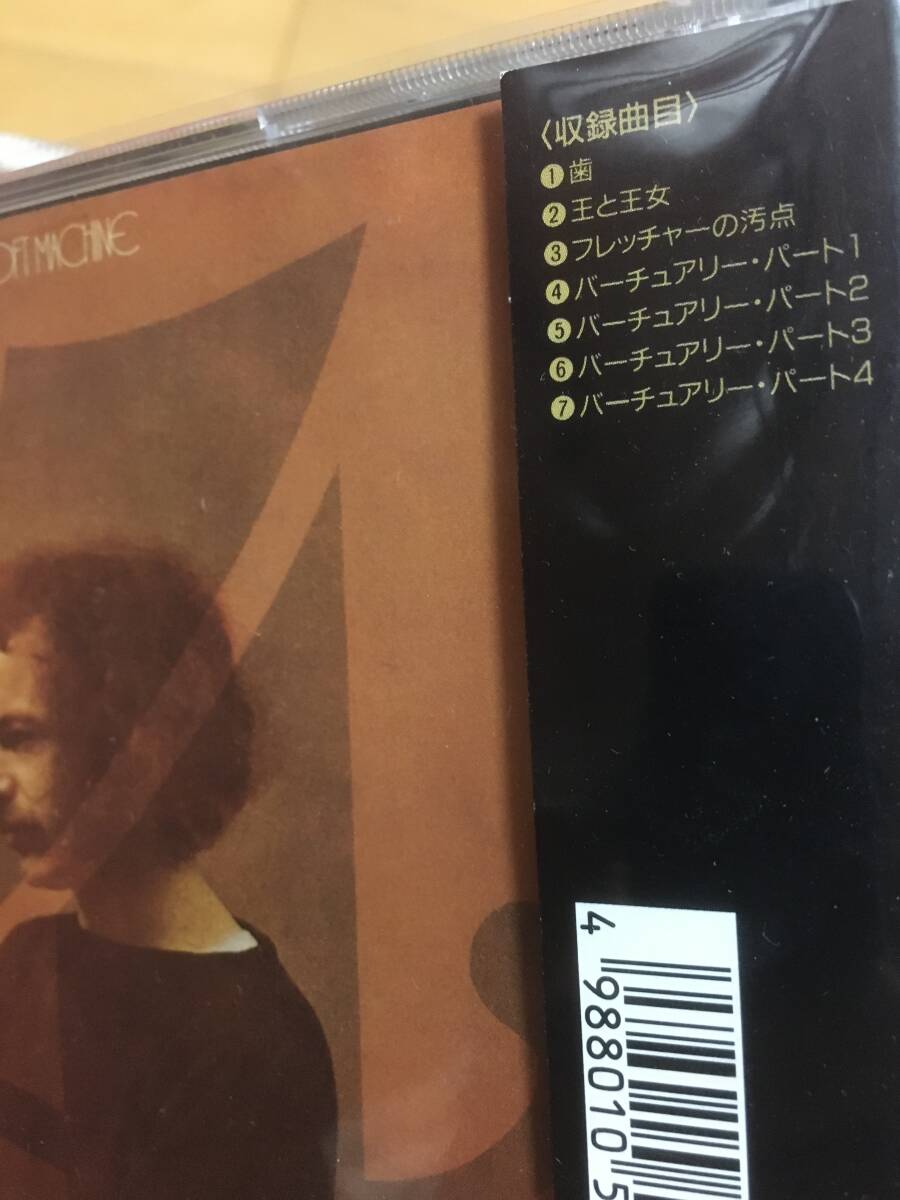 〈収録曲目〉
❶歯
❷王と王女
❸フレッチャーの汚点
❹バーチュアリー・パート1
❺バーチュアリー・パート2
❻バーチュアリー・パート3
❼バーチュアリー・パート4
OFT MACHINE
4 988010 5